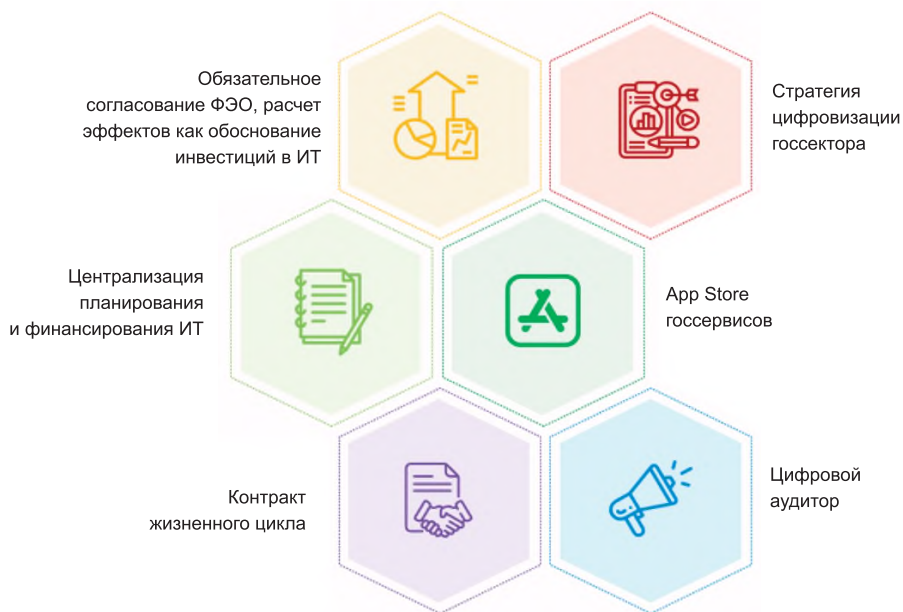 Обязательное
согласование ФЭО, расчет
эффектов как обоснование
инвестиций в ИТ
Стратегия
цифровизации
госсектора
Централизация
планирования
и финансирования ИТ
App Store
госсервисов
Контракт
жизненного цикла
Цифровой
аудитор